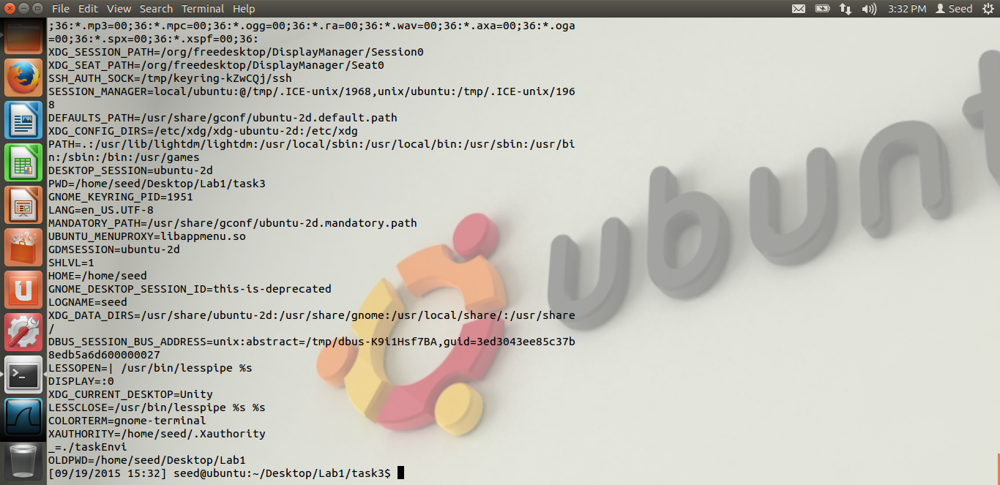 File Edit View Search Terminal Help 3:32 PM Seed
;36:*.mp3=00;36:*.mpc=00;36:*.ogg=00;36:*.ra=00;36:*.wav=00;36:*.axa=00;36:*.oga
=00;36:*.spx=00;36:*.xspf=00;36:
XDG_SESSION_PATH=/org/freedesktop/DisplayManager/Session0
XDG_SEAT_PATH=/org/freedesktop/DisplayManager/Seat0
SSH_AUTH_SOCK=/tmp/keyring-kZwCQj/ssh
SESSION_MANAGER=local/ubuntu:@/tmp/.ICE-unix/1968,unix/ubuntu:/tmp/.ICE-unix/196
8
DEFAULTS_PATH=/usr/share/gconf/ubuntu-2d.default.path
XDG_CONFIG_DIRS=/etc/xdg/xdg-ubuntu-2d:/etc/xdg
PATH=.:/usr/lib/lightdm/lightdm:/usr/local/sbin:/usr/local/bin:/usr/sbin:/usr/bi
n:/sbin:/bin:/usr/games
DESKTOP_SESSION=ubuntu-2d
PWD=/home/seed/Desktop/Lab1/task3
GNOME_KEYRING_PID=1951
LANG=en_US.UTF-8
MANDATORY_PATH=/usr/share/gconf/ubuntu-2d.mandatory.path
UBUNTU_MENUPROXY=libappmenu.so
GDMSESSION=ubuntu-2d
SHLVL=1
HOME=/home/seed
GNOME_DESKTOP_SESSION_ID=this-is-deprecated
LOGNAME=seed
XDG_DATA_DIRS=/usr/share/ubuntu-2d:/usr/share/gnome:/usr/local/share/:/usr/share
/
DBUS_SESSION_BUS_ADDRESS=unix:abstract=/tmp/dbus-K9i1Hsf7BA,guid=3ed3043ee85c37b
8edb5a6d600000027
LESSOPEN=| /usr/bin/lesspipe %s
DISPLAY=:0
XDG_CURRENT_DESKTOP=Unity
LESSCLOSE=/usr/bin/lesspipe %s %s
COLORTERM=gnome-terminal
XAUTHORITY=/home/seed/.Xauthority
_=./taskEnvi
OLDPWD=/home/seed/Desktop/Lab1
[09/19/2015 15:32] seed@ubuntu:~/Desktop/Lab1/task3$
ubunt